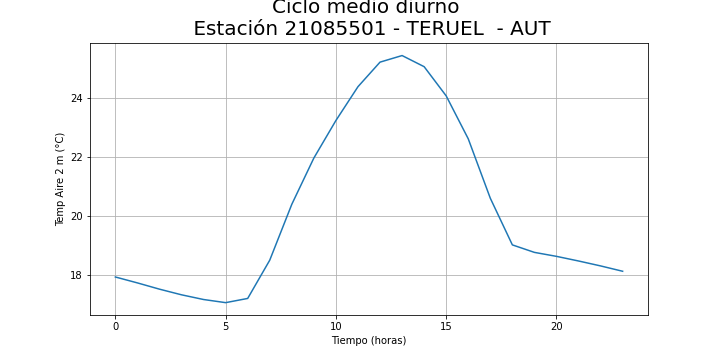 Ciclo medio diurno
Estación 21085501 - TERUEL  - AUT
24
22
20
18
Temp Aire 2 m (°C)
0
5
10
15
20
Tiempo (horas)